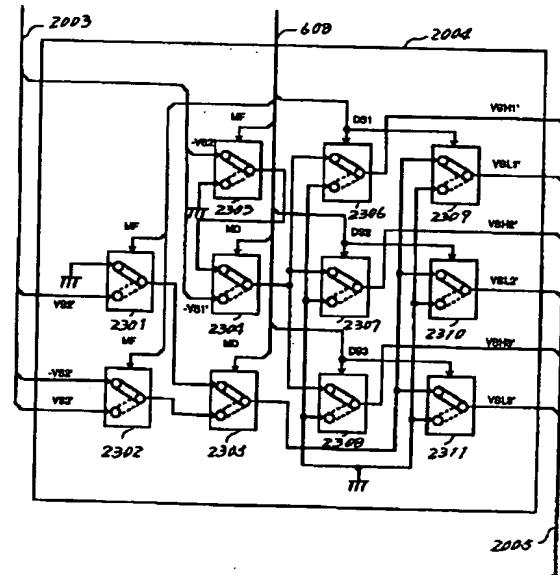 2003
608
2004
VSH1'
MF
DS1
-VS2'
VSL1'
2305
2306
2309
VSH2'
MF
MD
DS2
VS2'
2301
-VS1'
2304
2307
2310
VSL2'
MF
MD
DS3
VSH3'
-VS2'
VS3'
VSL3'
2302
2303
2308
2311
2005